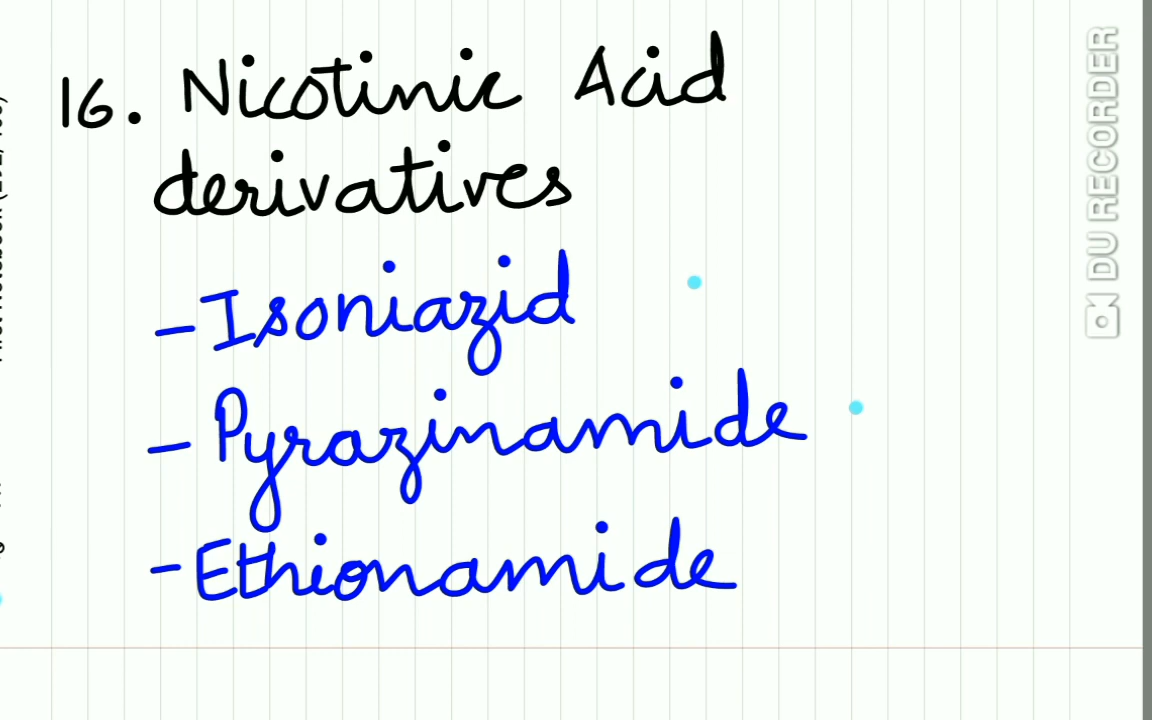 16. Nicotinic Acid
derivatives
- Isoniazid
- Pyrazinamide
- Ethionamide
DU RECORDER